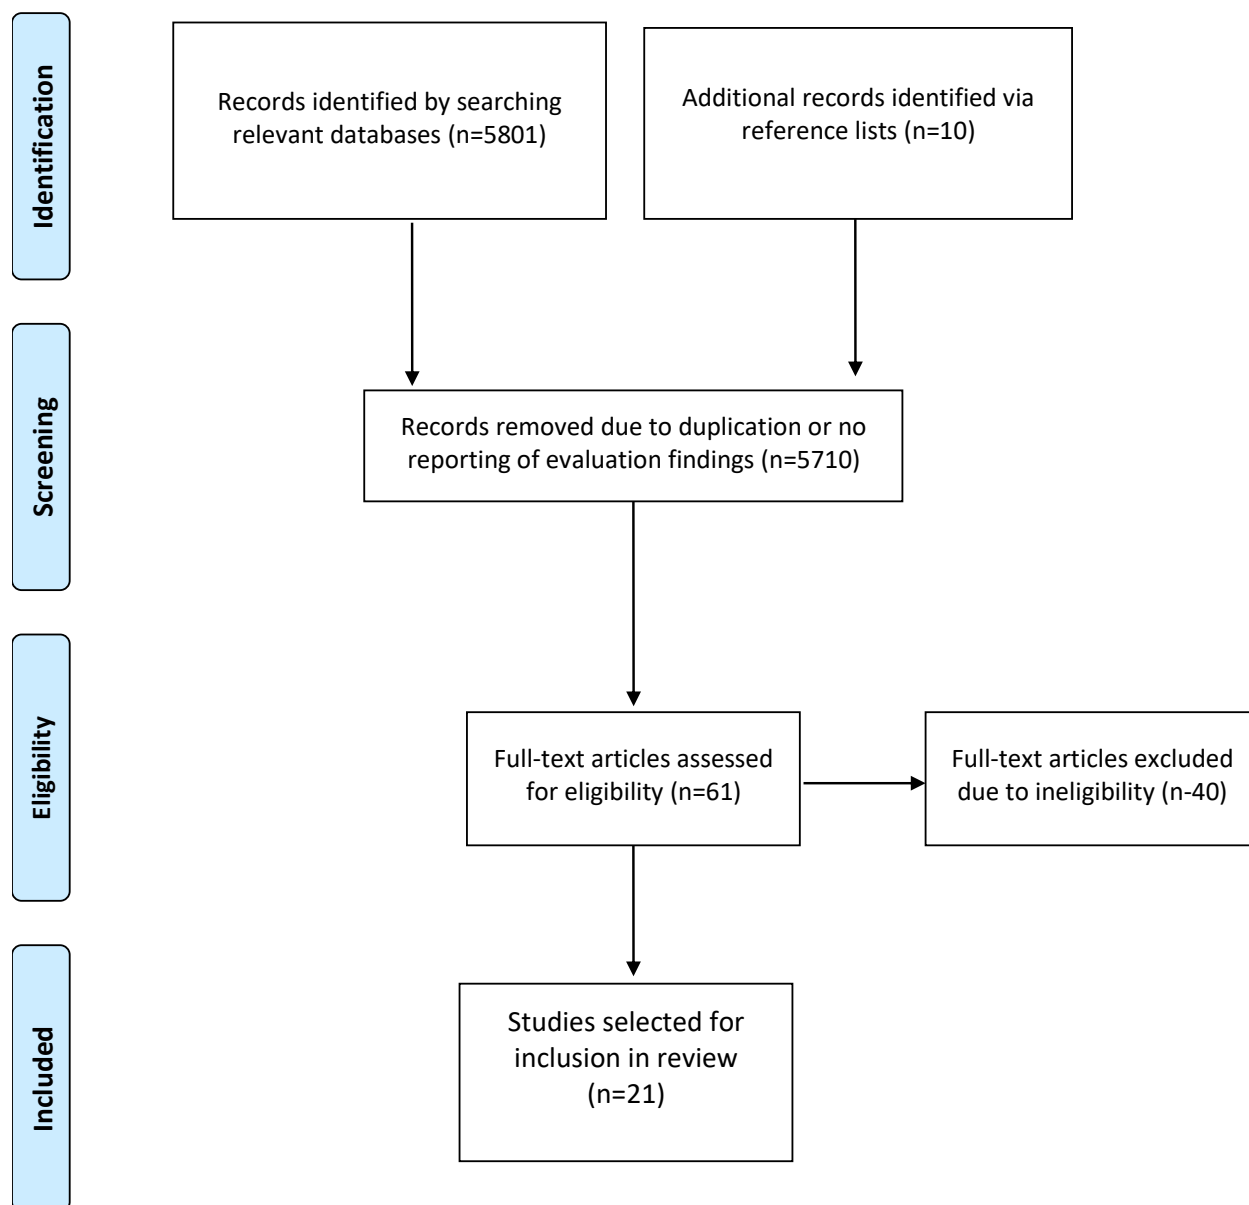 Identification
Records identified by searching
relevant databases (n=5801)
Additional records identified via
reference lists (n=10)
Screening
Records removed due to duplication or no
reporting of evaluation findings (n=5710)
Eligibility
Full-text articles assessed
for eligibility (n=61)
Full-text articles excluded
due to ineligibility (n-40)
Included
Studies selected for
inclusion in review
(n=21)